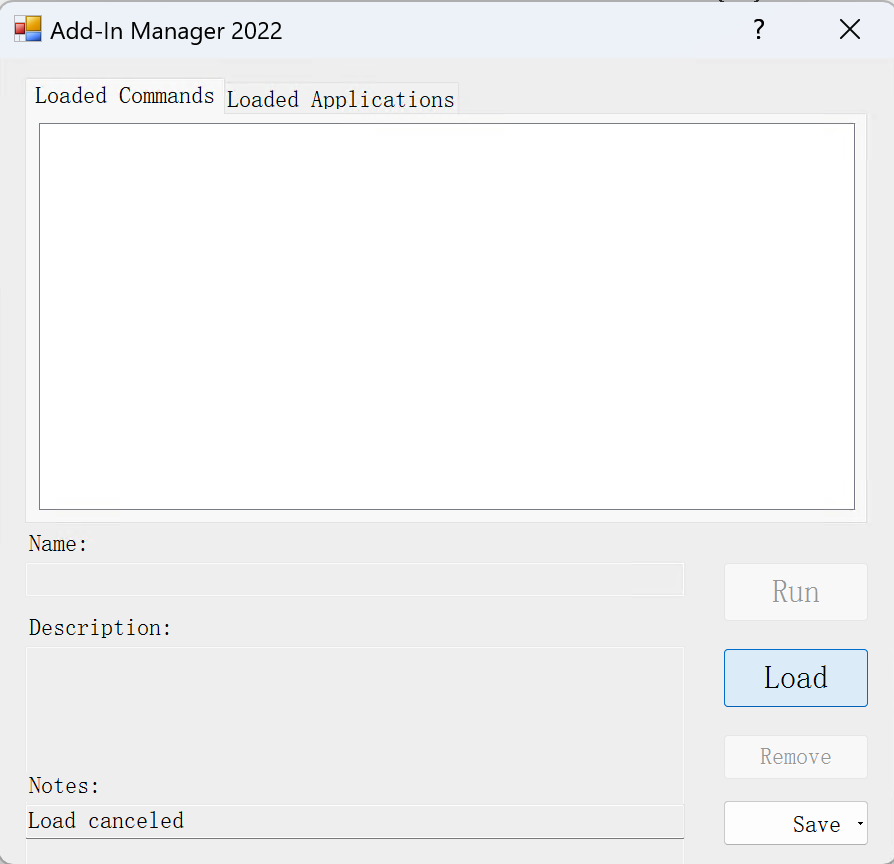 Add-In Manager 2022
?
Loaded Commands
Loaded Applications
Name:
Run
Description:
Load
Remove
Notes:
Load canceled
Save